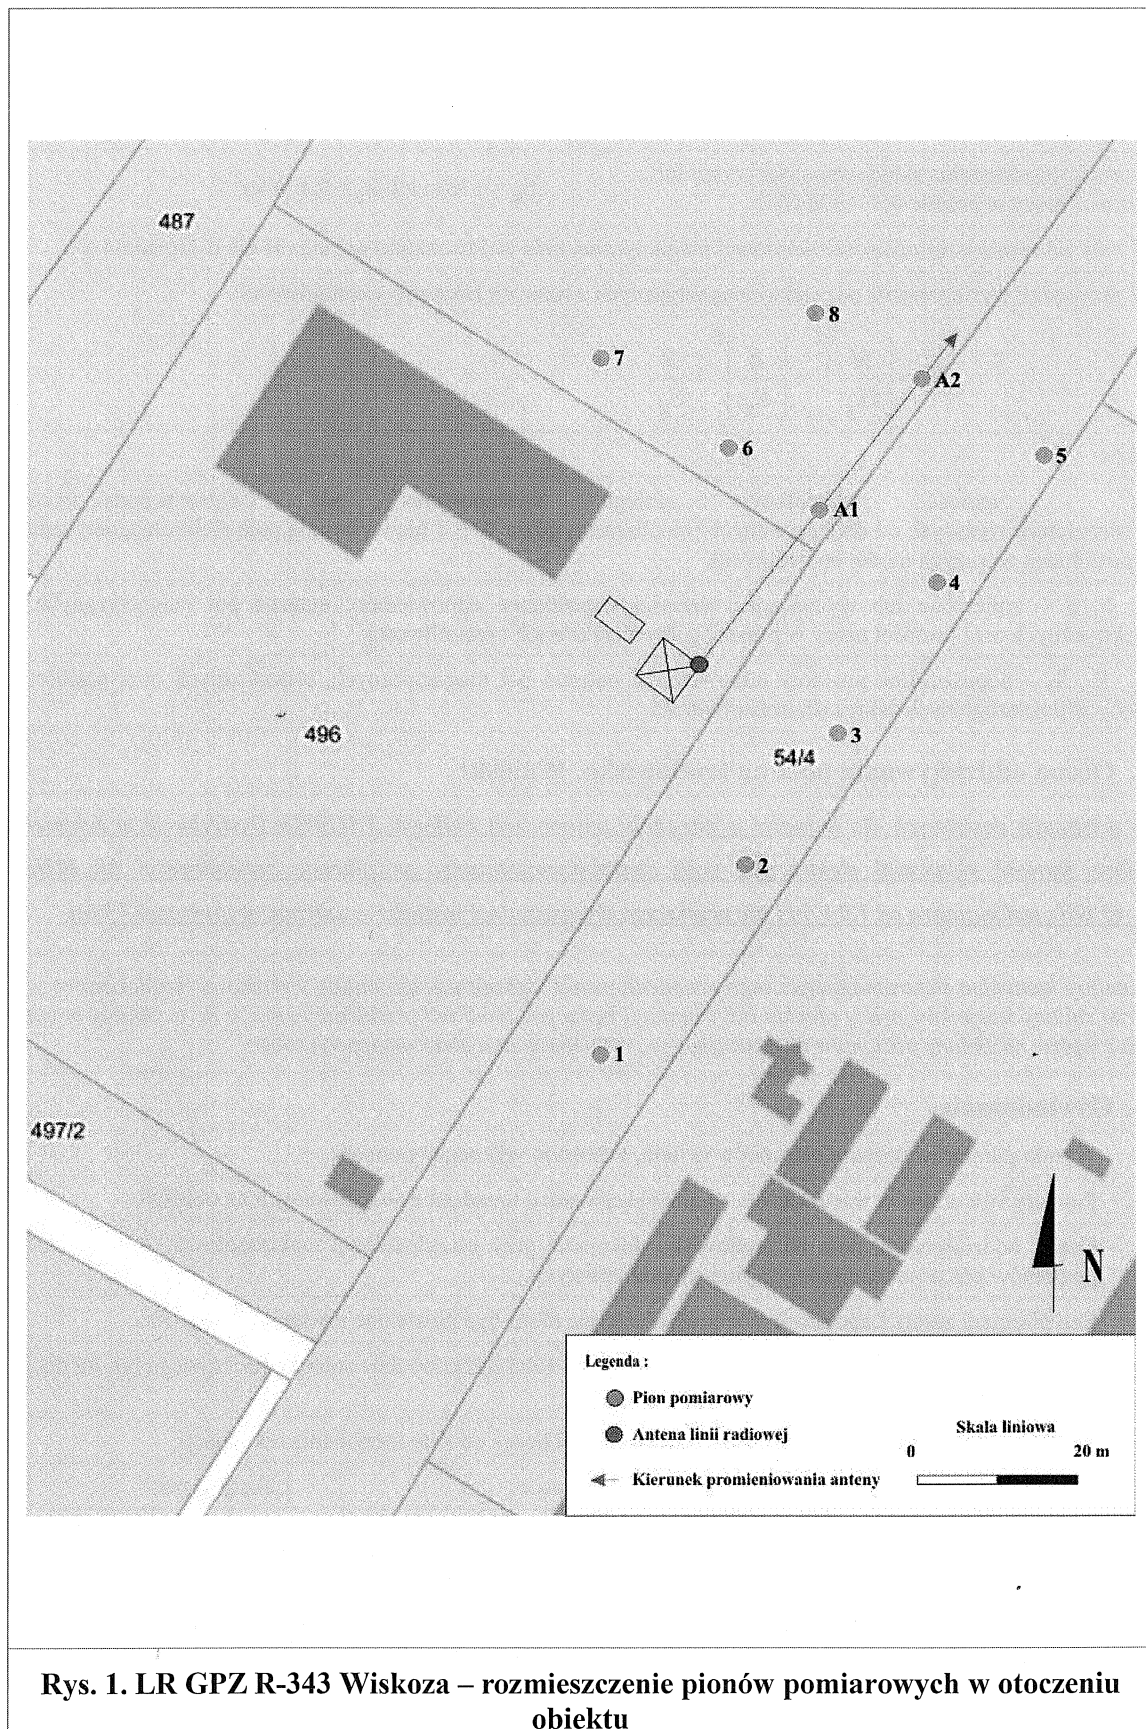 487
8
7
A2
6
5
A1
4
496
3
54/4
2
1
497/2
N
Legenda :
Pion pomiarowy
Antena linii radiowej
Skala liniowa
0 20 m
Kierunek promieniowania anteny
Rys. 1. LR GPZ R-343 Wiskoza – rozmieszczenie pionów pomiarowych w otoczeniu
obiektu